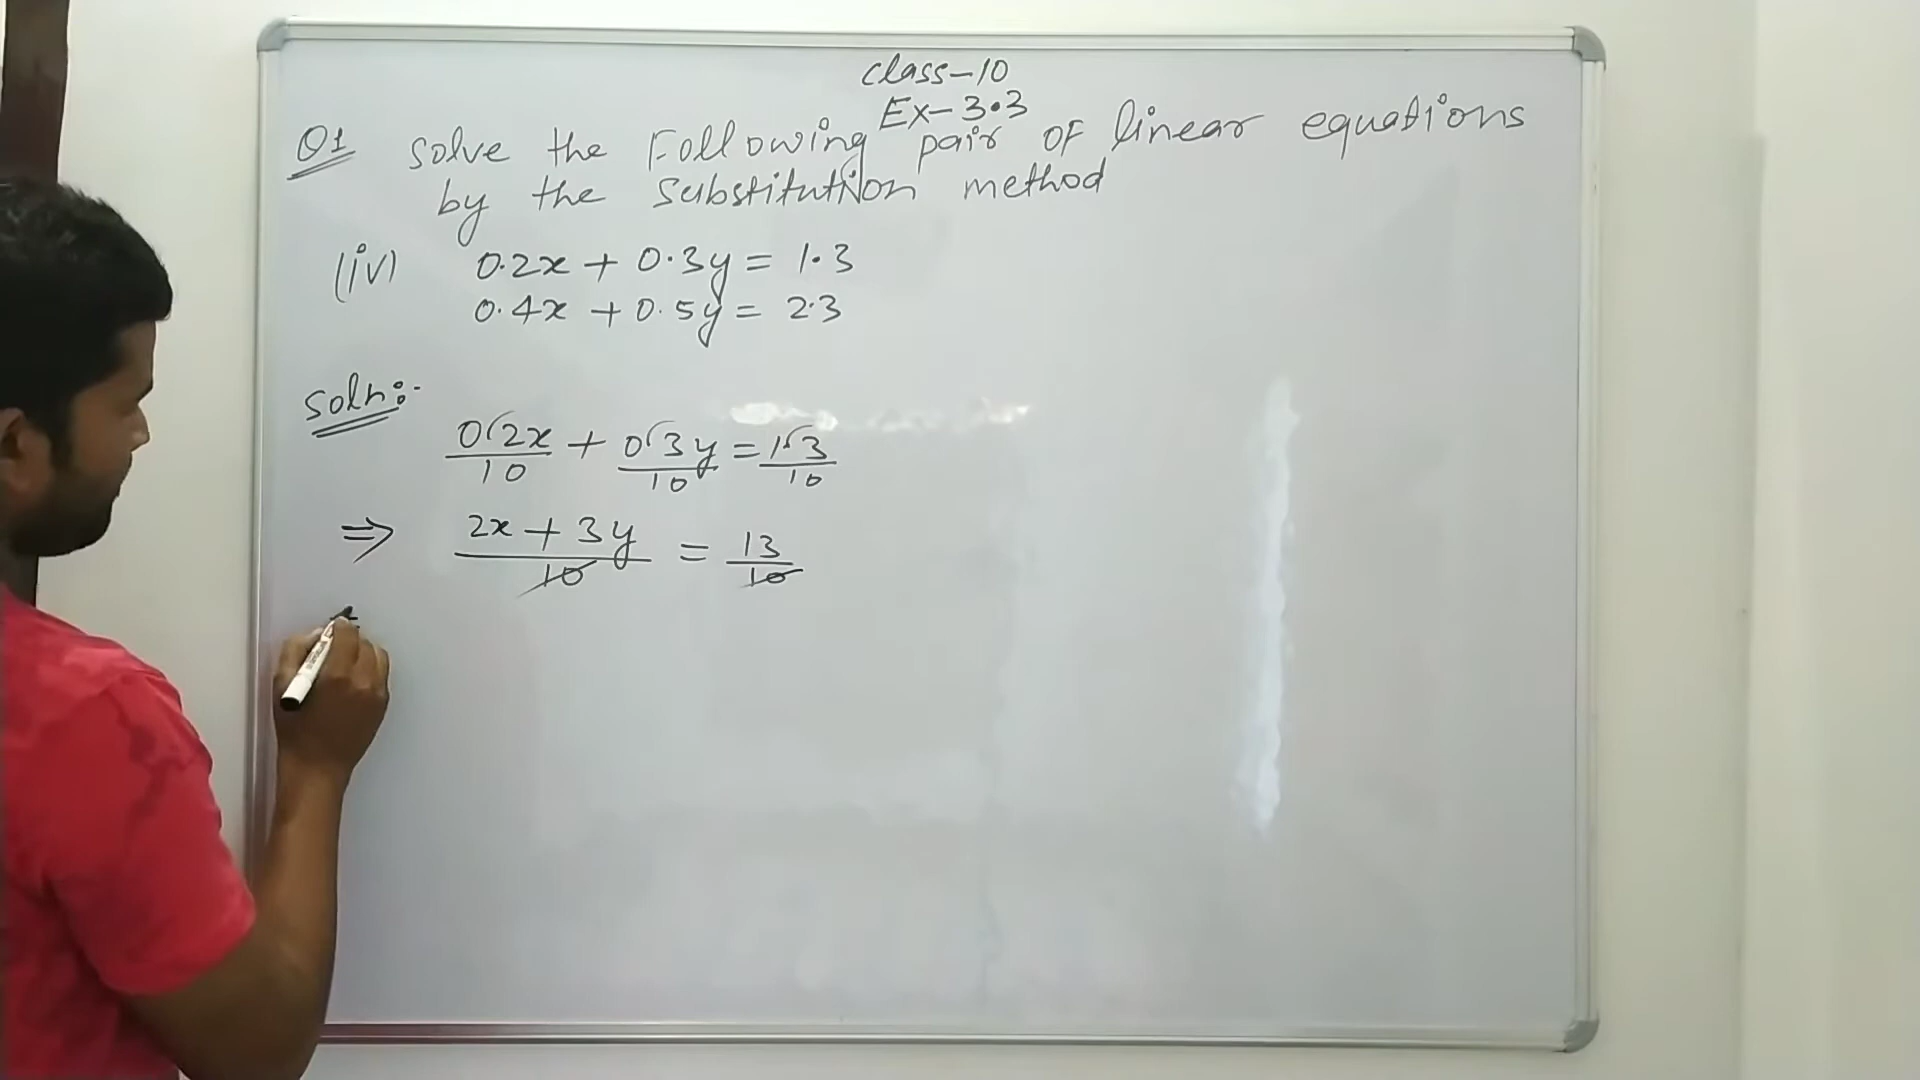 class-10
Ex-3.3
Q1 Solve the Following pair of linear equations
by the substitution method
(iv) 0.2x + 0.3y = 1.3
0.4x + 0.5y = 2.3
Soln:-
0.2x/10 + 0.3y/10 = 1.3/10
⇒ 2x + 3y/10 = 13/10